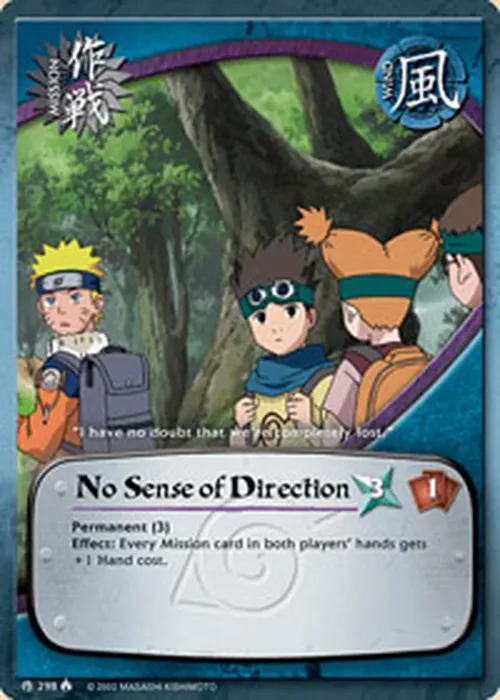 MISSION
作戦
WIND
風
"I have no doubt that we're completely lost."
No Sense of Direction 3 1
Permanent (3)
Effect: Every Mission card in both players' hands gets
+1 Hand cost.
298 © 2002 MASASHI KISHIMOTO